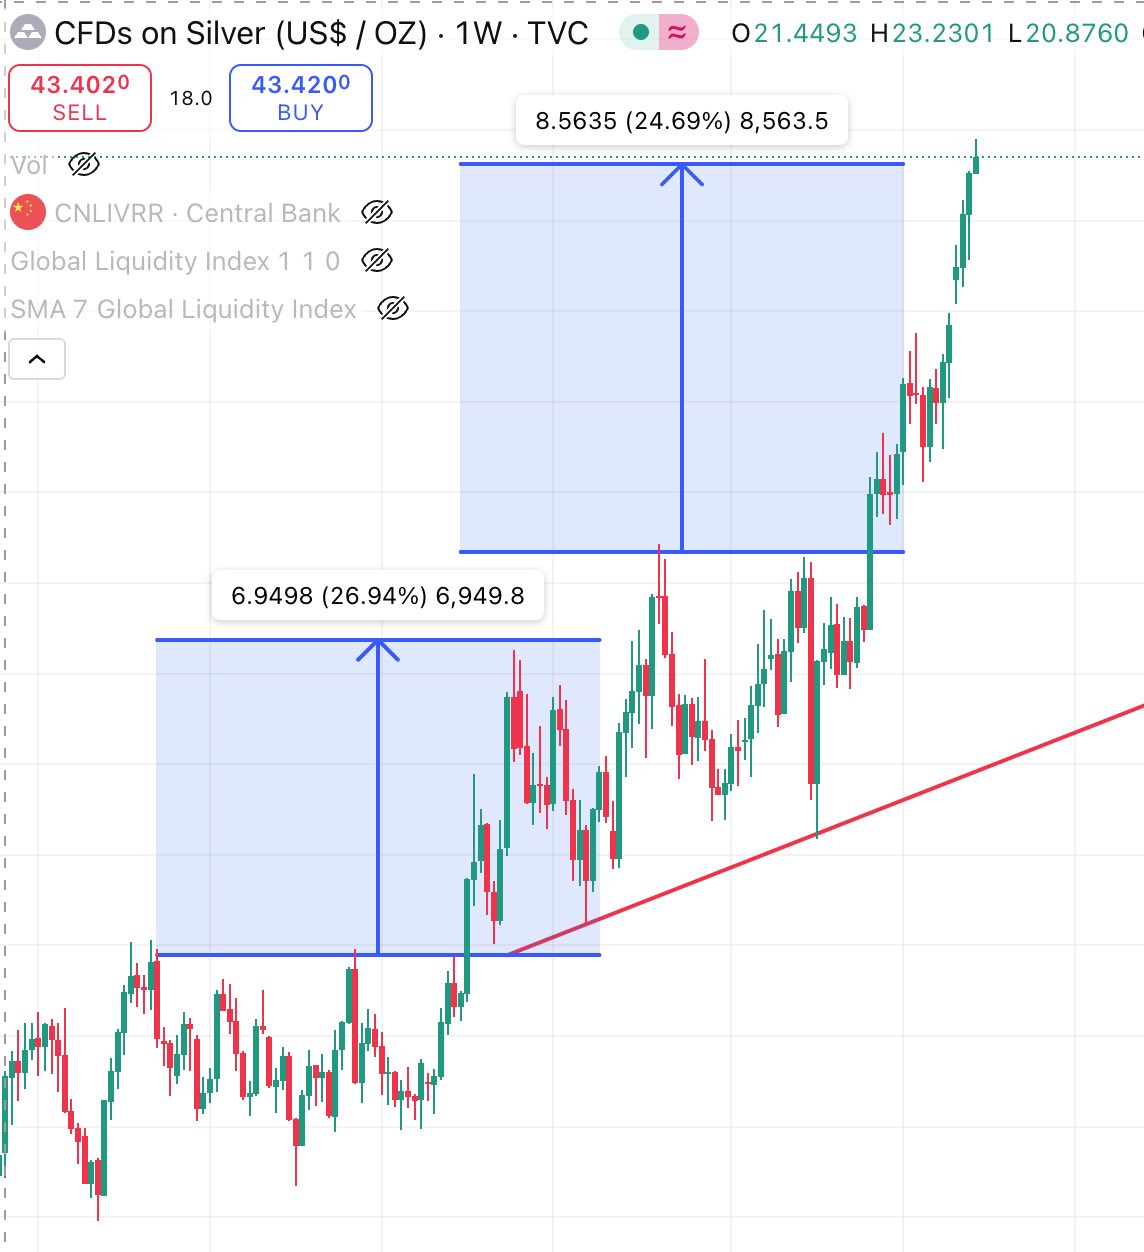 CFDs on Silver (US$ / OZ) · 1W · TVC O21.4493 H23.2301 L20.8760
43.4020 SELL 18.0 43.4200 BUY
8.5635 (24.69%) 8,563.5
Vol
CNLIVRR · Central Bank
Global Liquidity Index 1 1 0
SMA 7 Global Liquidity Index
6.9498 (26.94%) 6,949.8